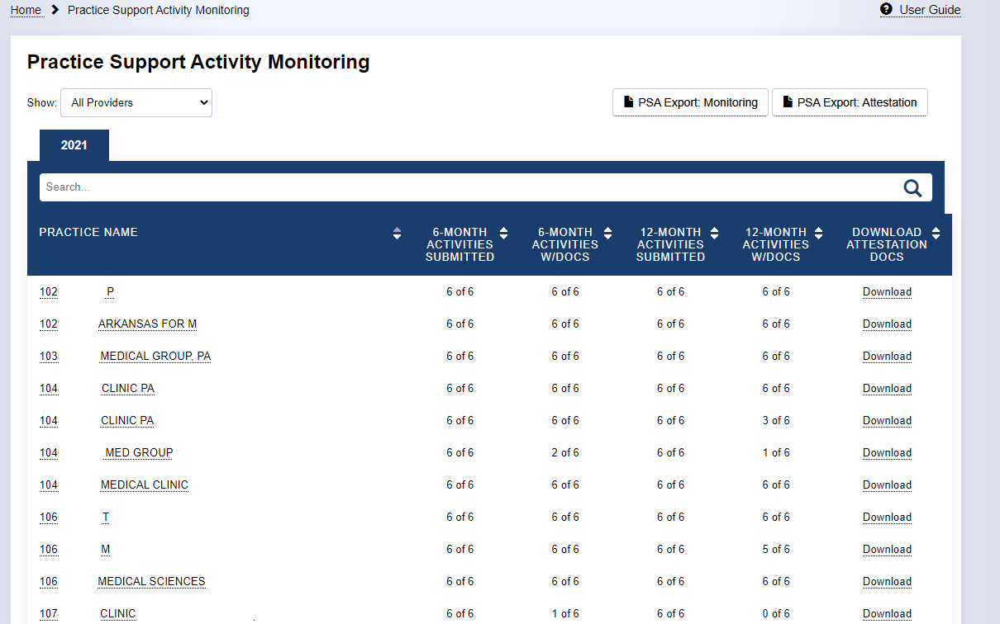 Home > Practice Support Activity Monitoring
User Guide
Practice Support Activity Monitoring
Show: All Providers
PSA Export: Monitoring PSA Export: Attestation
2021
Search...
PRACTICE NAME
6-MONTH ACTIVITIES SUBMITTED
6-MONTH ACTIVITIES W/DOCS
12-MONTH ACTIVITIES SUBMITTED
12-MONTH ACTIVITIES W/DOCS
DOWNLOAD ATTESTATION DOCS
102 P 6 of 6 6 of 6 6 of 6 6 of 6 Download
102 ARKANSAS FOR M 6 of 6 6 of 6 6 of 6 6 of 6 Download
103 MEDICAL GROUP, PA 6 of 6 6 of 6 6 of 6 6 of 6 Download
104 CLINIC PA 6 of 6 6 of 6 6 of 6 6 of 6 Download
104 CLINIC PA 6 of 6 6 of 6 6 of 6 3 of 6 Download
104 MED GROUP 6 of 6 2 of 6 6 of 6 1 of 6 Download
104 MEDICAL CLINIC 6 of 6 6 of 6 6 of 6 6 of 6 Download
106 T 6 of 6 6 of 6 6 of 6 6 of 6 Download
106 M 6 of 6 6 of 6 6 of 6 5 of 6 Download
106 MEDICAL SCIENCES 6 of 6 6 of 6 6 of 6 6 of 6 Download
107 CLINIC 6 of 6 1 of 6 6 of 6 0 of 6 Download